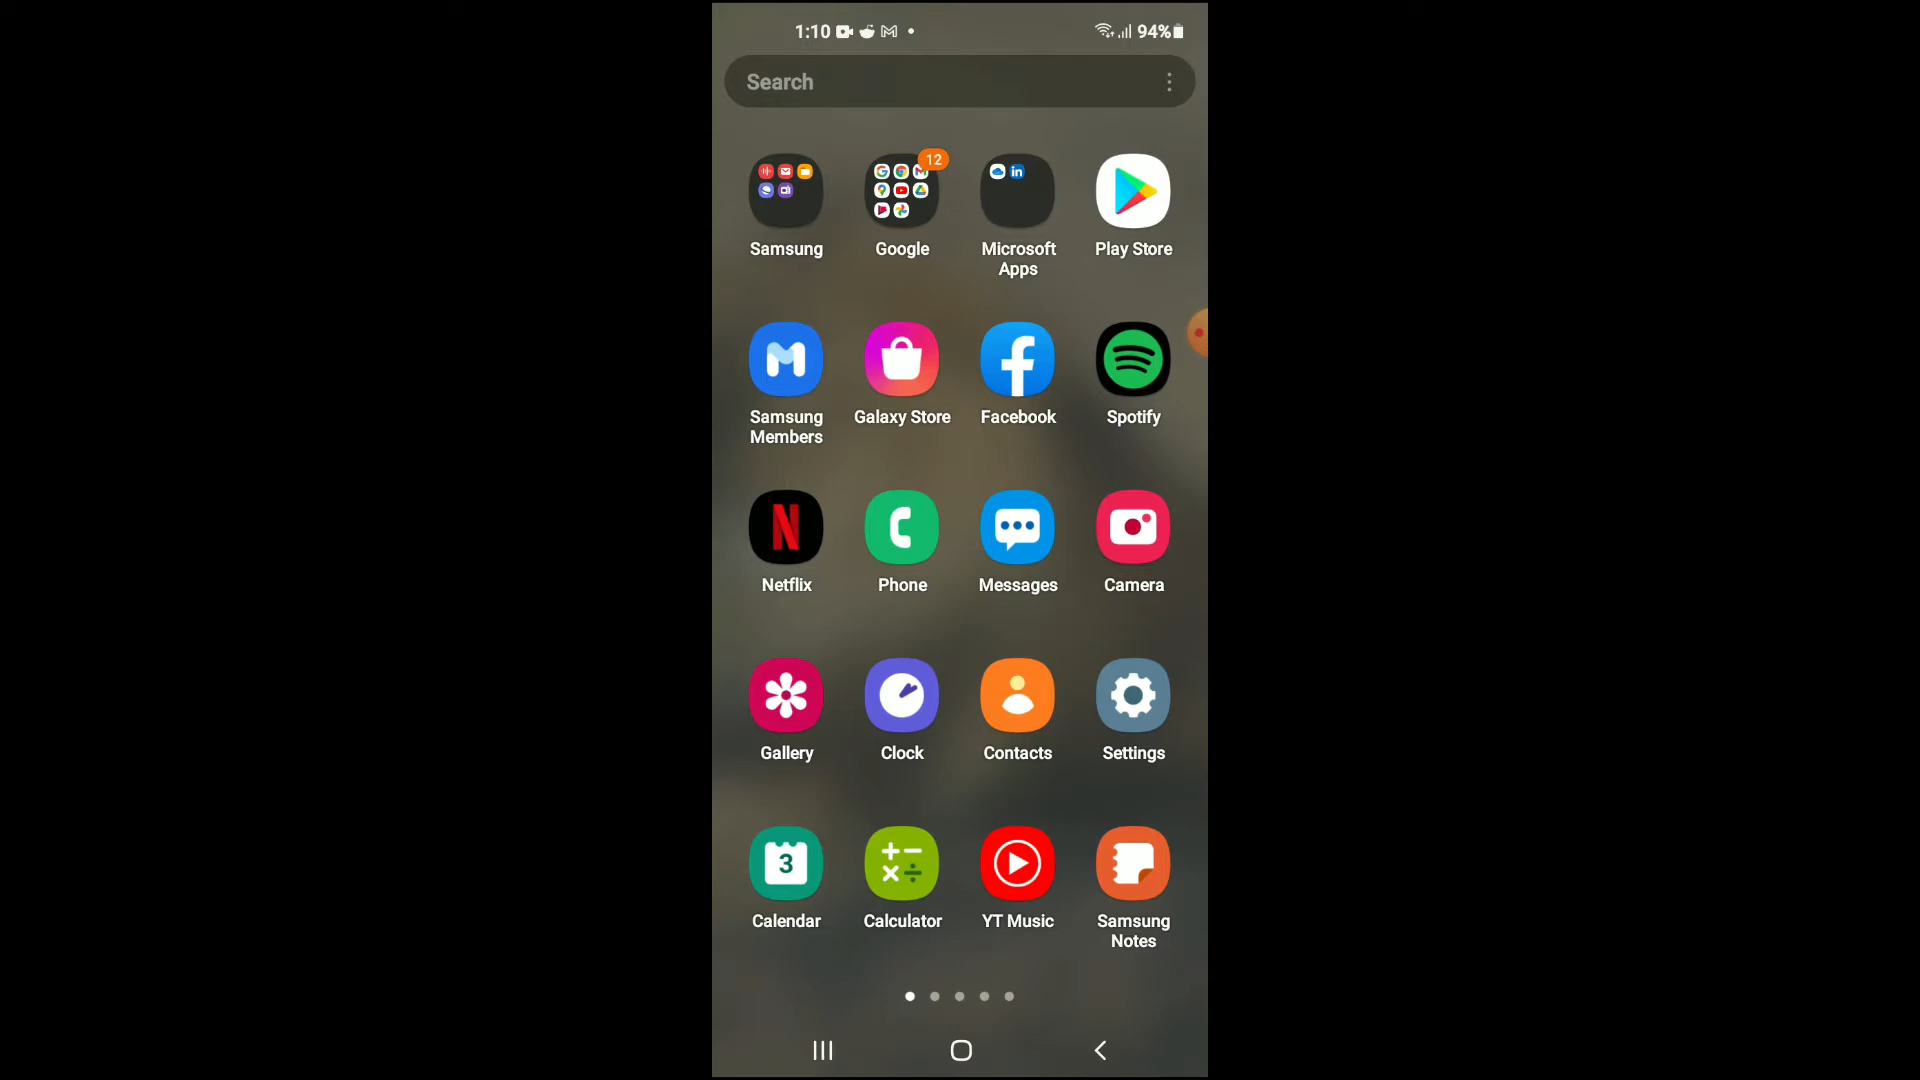 1:10 94%
Search
12
Samsung Google Microsoft Apps Play Store
Samsung Members Galaxy Store Facebook Spotify
Netflix Phone Messages Camera
Gallery Clock Contacts Settings
3
Calendar Calculator YT Music Samsung Notes